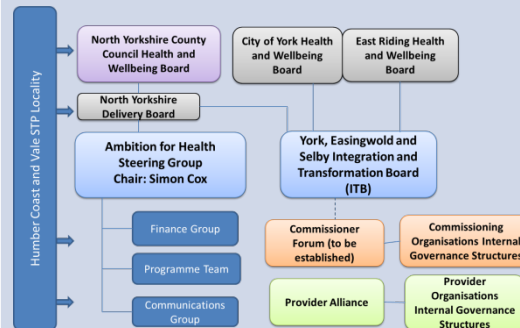 Humber Coast and Vale STP Locality
North Yorkshire County
Council Health and
Wellbeing Board
City of York Health
and Wellbeing
Board
East Riding Health
and Wellbeing
Board
North Yorkshire
Delivery Board
Ambition for Health
Steering Group
Chair: Simon Cox
York, Easingwold and
Selby Integration and
Transformation Board
(ITB)
Finance Group
Programme Team
Communications
Group
Commissioner
Forum (to be
established)
Commissioning
Organisations Internal
Governance Structures
Provider Alliance
Provider
Organisations
Internal Governance
Structures